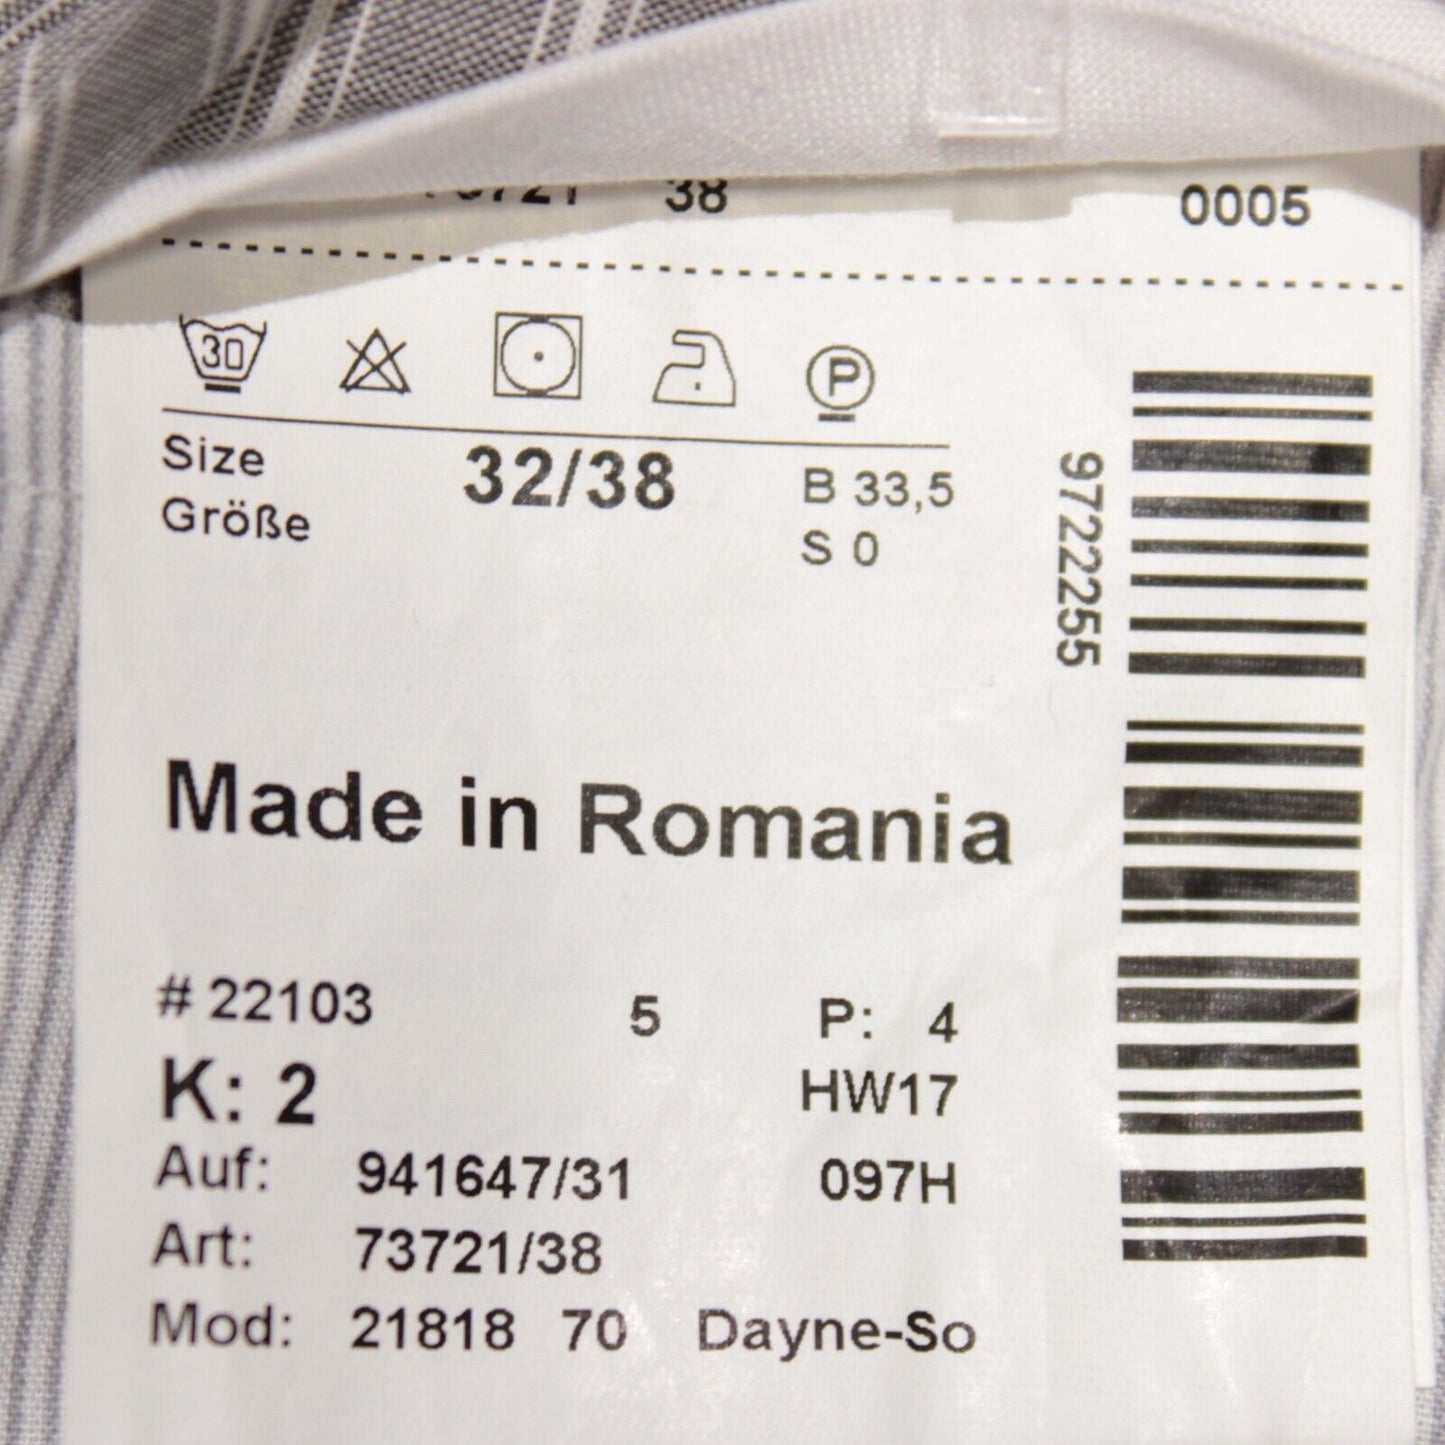 38 0005
30 P
Size 32/38 B 33,5
Größe S 0
9722255
Made in Romania
# 22103 5 P: 4
K: 2 HW17
Auf: 941647/31 097H
Art: 73721/38
Mod: 21818 70 Dayne-So